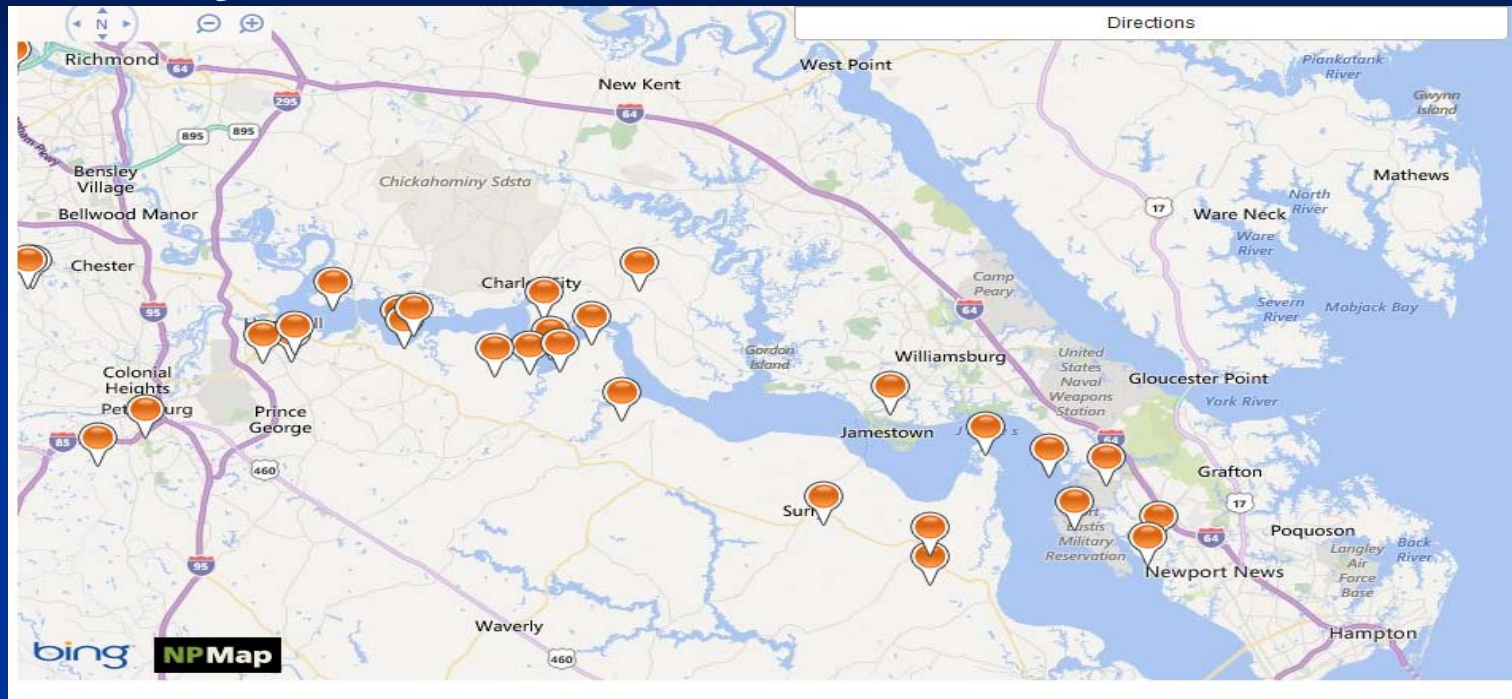 N
Directions
Richmond
64
West Point
Piankatank
River
New Kent
295
64
Gwynn
Island
895
895
Bensley
Village
Chickahominy Sdsta
Mathews
North
River
17
Ware Neck
Bellwood Manor
Ware
River
Chester
Camp
Peary
95
Severn
River
Mobjack Bay
64
Gordon
Island
Williamsburg
United
States
Naval
Weapons
Station
Colonial
Heights
Gloucester Point
York River
Prince
George
85
Jamestown
64
460
Grafton
17
Military
Reservation
Poquoson
Back
River
64
Langley
Air
Force
Base
95
Newport News
Waverly
460
Hampton
bing
NPMap